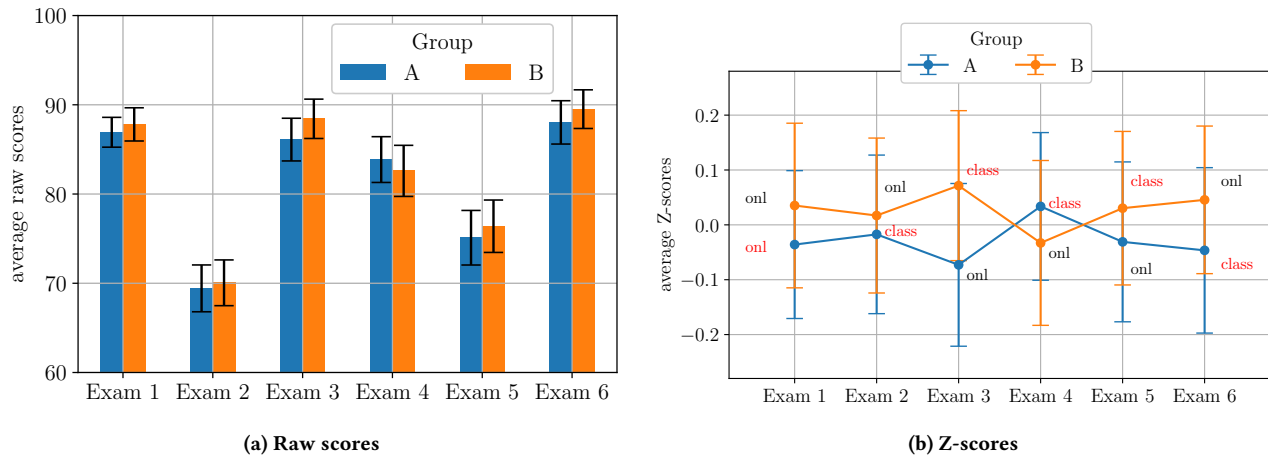 Group
A B
average raw scores
100
90
80
70
60
Exam 1 Exam 2 Exam 3 Exam 4 Exam 5 Exam 6
(a) Raw scores
Group
A B
average Z-scores
0.2
0.1
0.0
−0.1
−0.2
onl
onl
onl
class
class
onl
class
onl
class
onl
onl
class
Exam 1 Exam 2 Exam 3 Exam 4 Exam 5 Exam 6
(b) Z-scores